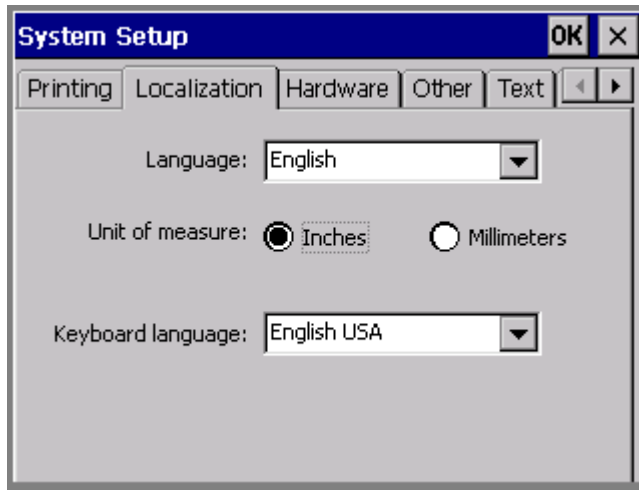 System Setup OK
Printing Localization Hardware Other Text
Language: English
Unit of measure: Inches Millimeters
Keyboard language: English USA